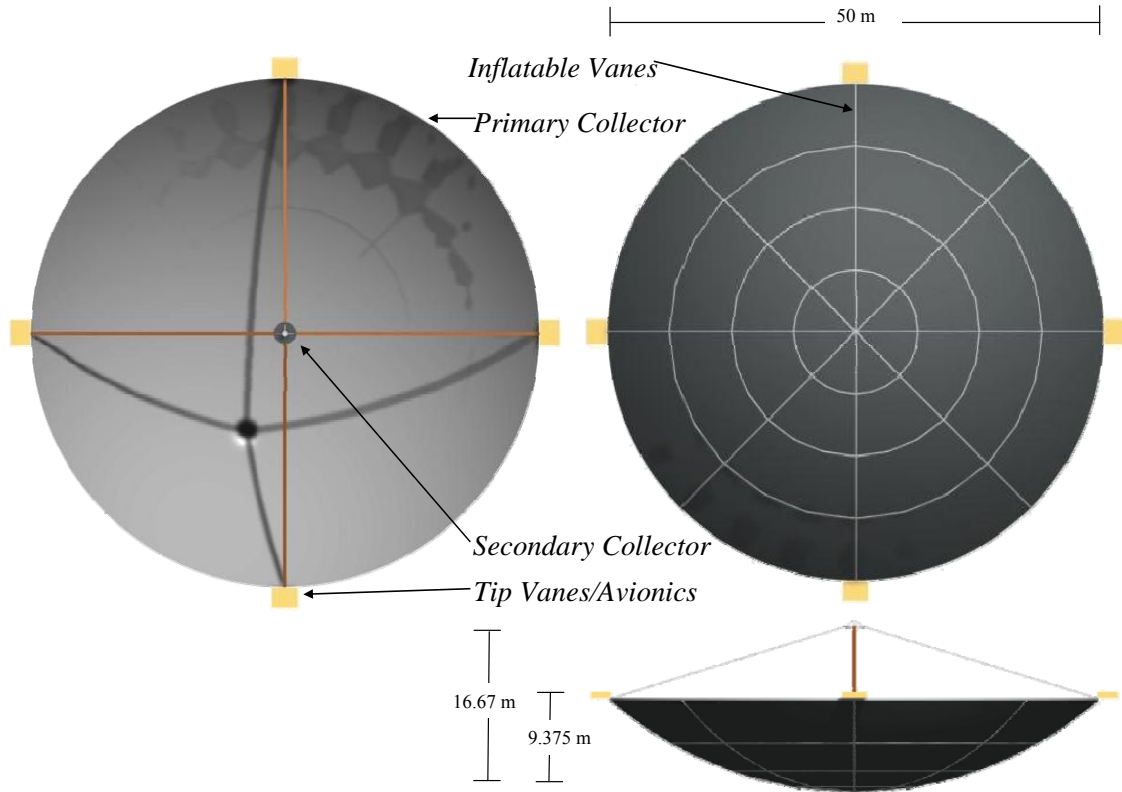 50 m
Inflatable Vanes
Primary Collector
Secondary Collector
Tip Vanes/Avionics
16.67 m
9.375 m